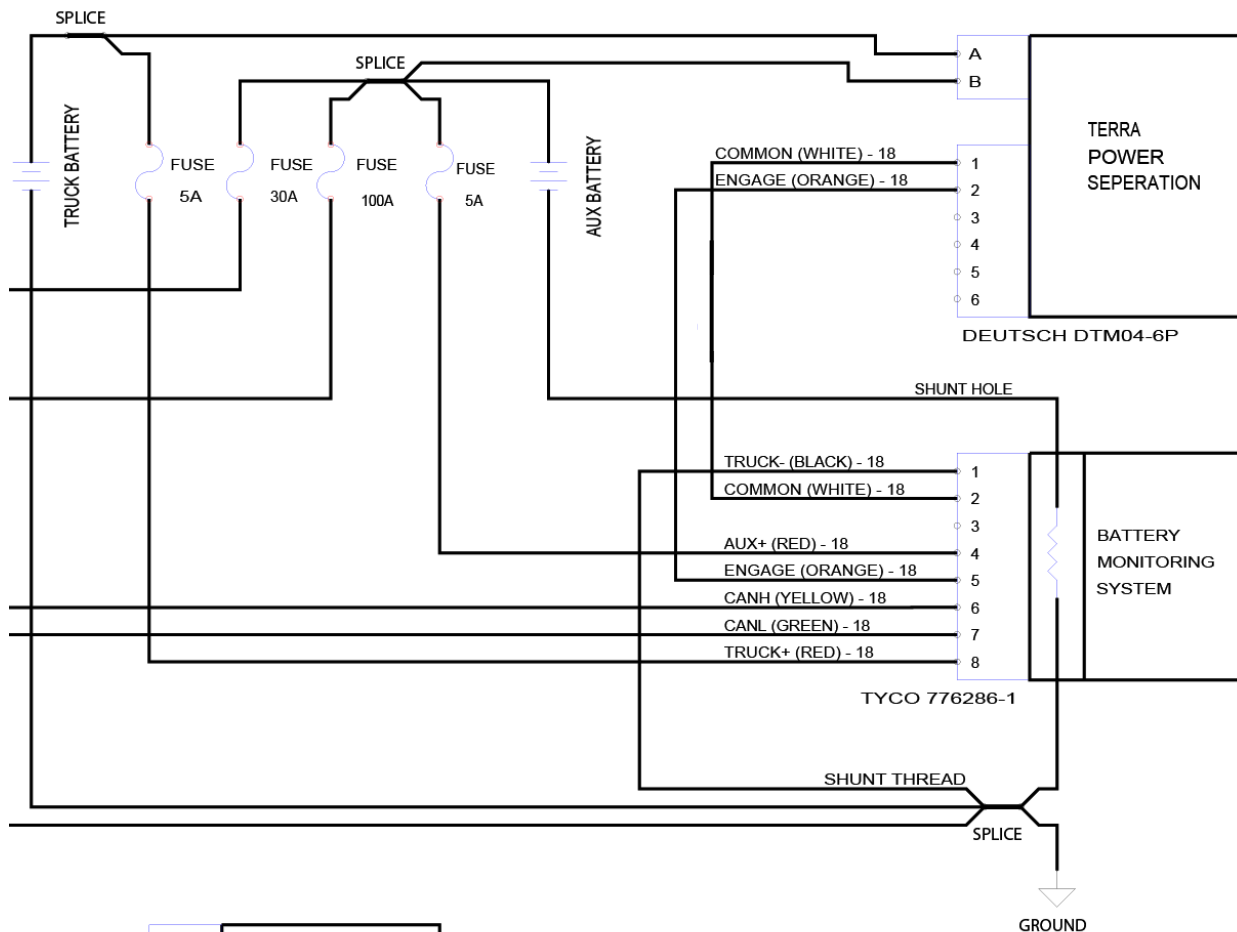 SPLICE
A
B
SPLICE
TRUCK BATTERY
FUSE
5A
FUSE
30A
FUSE
100A
FUSE
5A
AUX BATTERY
TERRA
POWER
SEPERATION
COMMON (WHITE) - 18
ENGAGE (ORANGE) - 18
1
2
3
4
5
6
DEUTSCH DTM04-6P
SHUNT HOLE
TRUCK- (BLACK) - 18
COMMON (WHITE) - 18
AUX+ (RED) - 18
ENGAGE (ORANGE) - 18
CANH (YELLOW) - 18
CANL (GREEN) - 18
TRUCK+ (RED) - 18
1
2
3
4
5
6
7
8
BATTERY
MONITORING
SYSTEM
TYCO 776286-1
SHUNT THREAD
SPLICE
GROUND